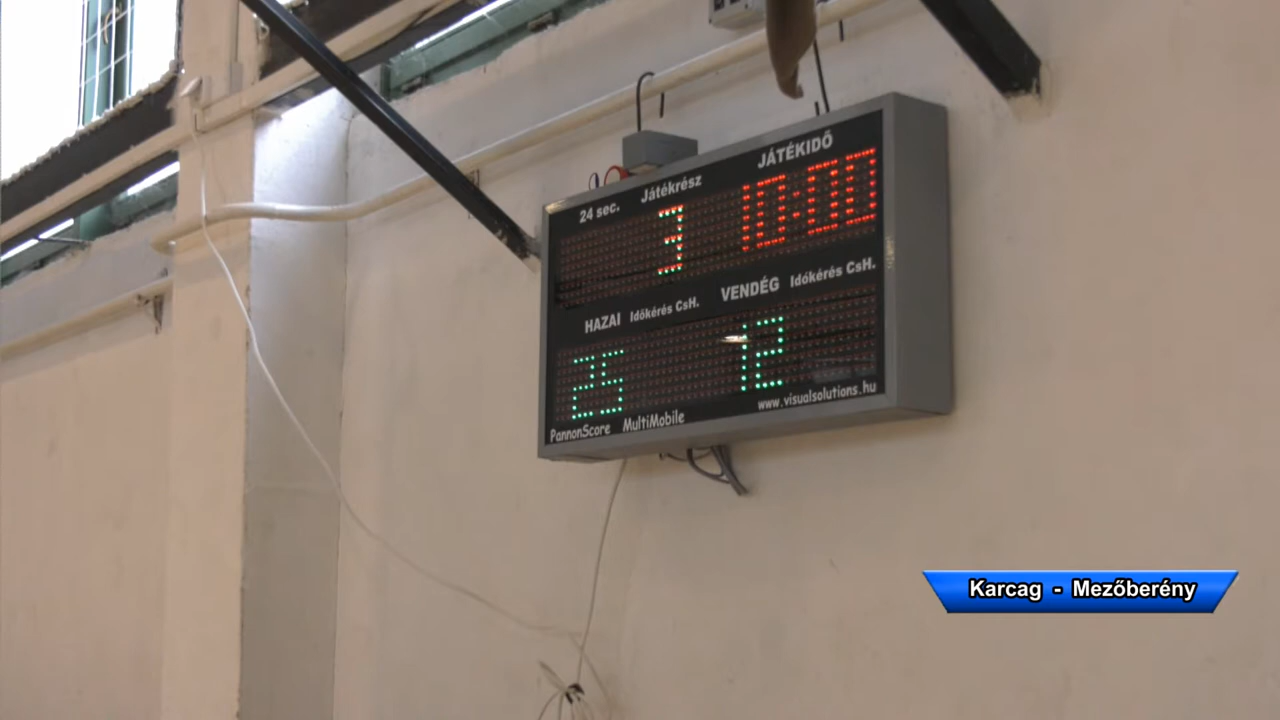 24 sec. Játékrész JÁTÉKIDŐ
3 10:00
HAZAI Időkérés CsH. VENDÉG Időkérés CsH.
25 12
PannonScore MultiMobile www.visualsolutions.hu
Karcag - Mezőberény